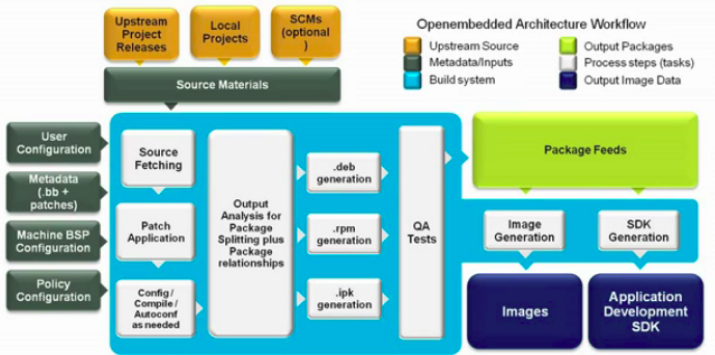 Upstream
Project
Releases
Local
Projects
SCMs
(optional
)
Openembedded Architecture Workflow
Upstream Source
Output Packages
Metadata/Inputs
Process steps (tasks)
Build system
Output Image Data
Source Materials
User
Configuration
Metadata
(.bb +
patches)
Machine BSP
Configuration
Policy
Configuration
Source
Fetching
Patch
Application
Config /
Compile /
Autoconf
as needed
Output
Analysis for
Package
Splitting plus
Package
relationships
.deb
generation
.rpm
generation
.ipk
generation
QA
Tests
Package Feeds
Image
Generation
SDK
Generation
Images
Application
Development
SDK